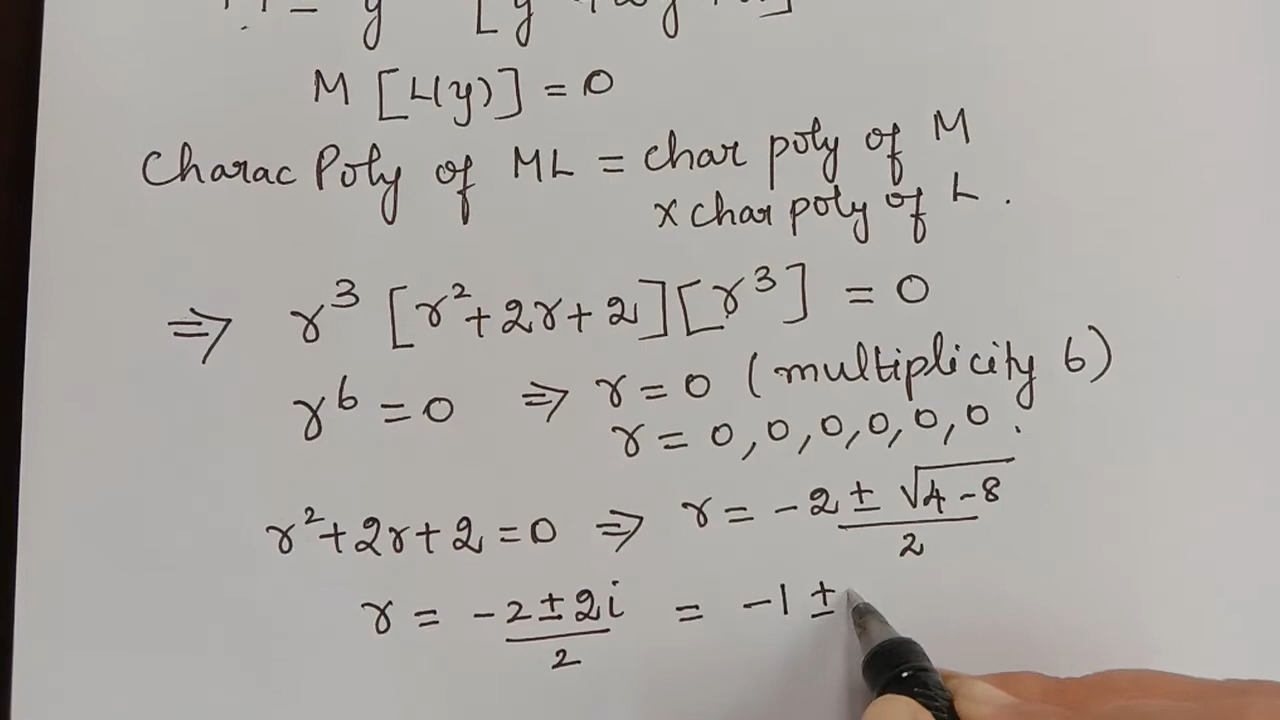 M [L(y)] = 0
Charac Poly of ML = char poly of M
x char poly of L .
⇒ r³ [r²+2r+2][r³] = 0
r⁶ = 0 ⇒ r = 0 (multiplicity 6)
r = 0, 0, 0, 0, 0, 0 .
r²+2r+2 = 0 ⇒ r = -2 ± √4-8 / 2
r = -2 ± 2i / 2 = -1 ±